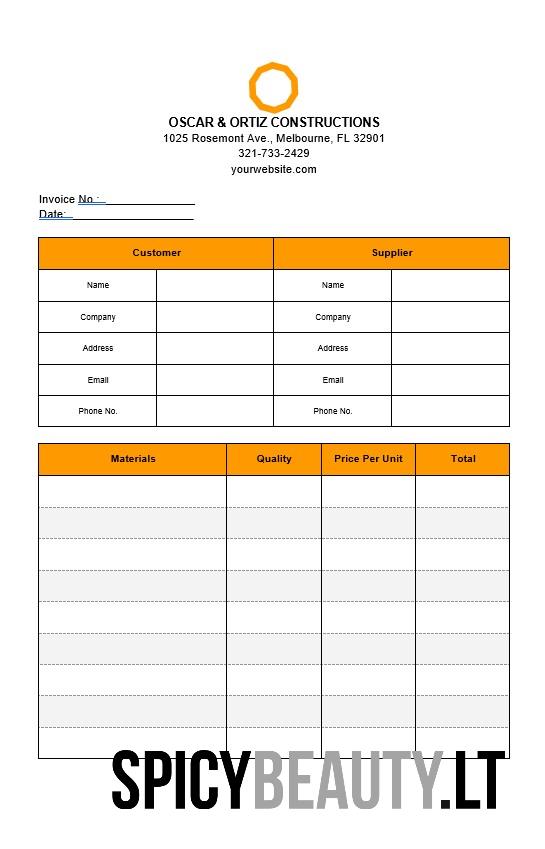 OSCAR & ORTIZ CONSTRUCTIONS
1025 Rosemont Ave., Melbourne, FL 32901
321-733-2429
yourwebsite.com
Invoice No.:
Date:
Customer Supplier
Name Name
Company Company
Address Address
Email Email
Phone No. Phone No.
Materials Quality Price Per Unit Total
SPICYBEAUTY.LT